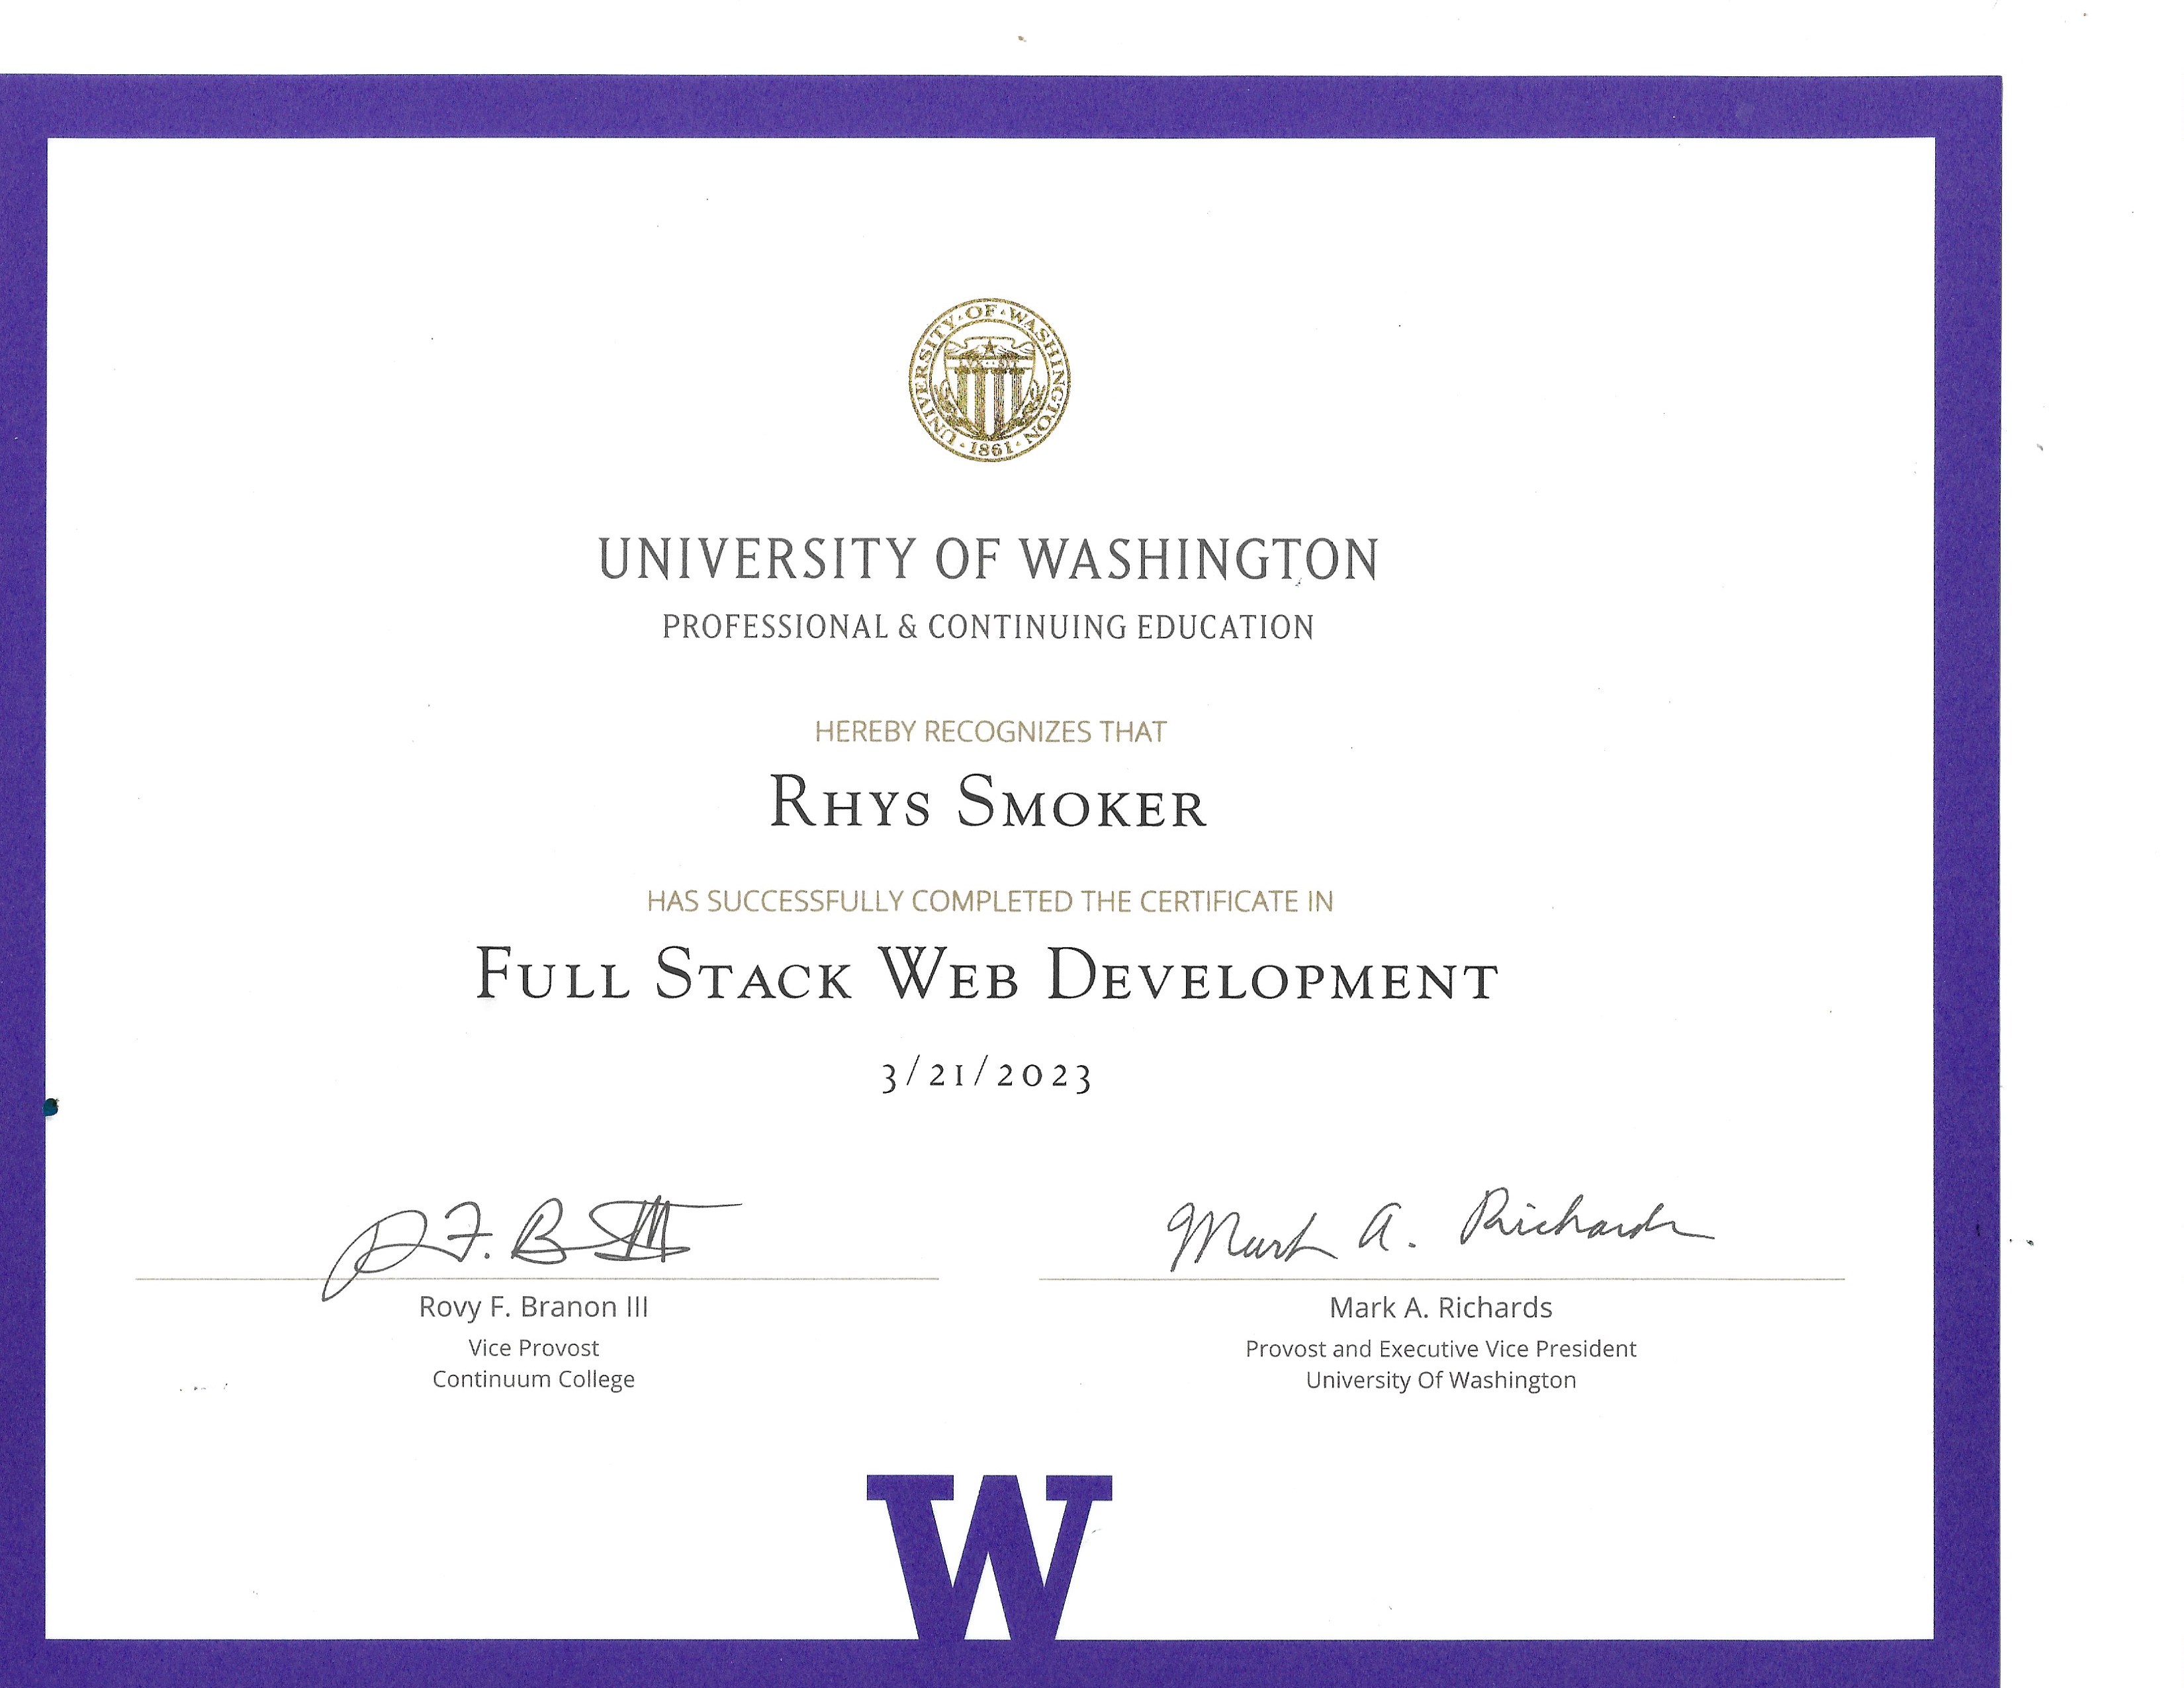 UNIVERSITY · OF · WASHINGTON
LUX · SIT
· 1861 ·
UNIVERSITY OF WASHINGTON
PROFESSIONAL & CONTINUING EDUCATION
HEREBY RECOGNIZES THAT
RHYS SMOKER
HAS SUCCESSFULLY COMPLETED THE CERTIFICATE IN
FULL STACK WEB DEVELOPMENT
3/21/2023
R F. B III
Mark A. Richards
Rovy F. Branon III
Mark A. Richards
Vice Provost
Provost and Executive Vice President
Continuum College
University Of Washington
W